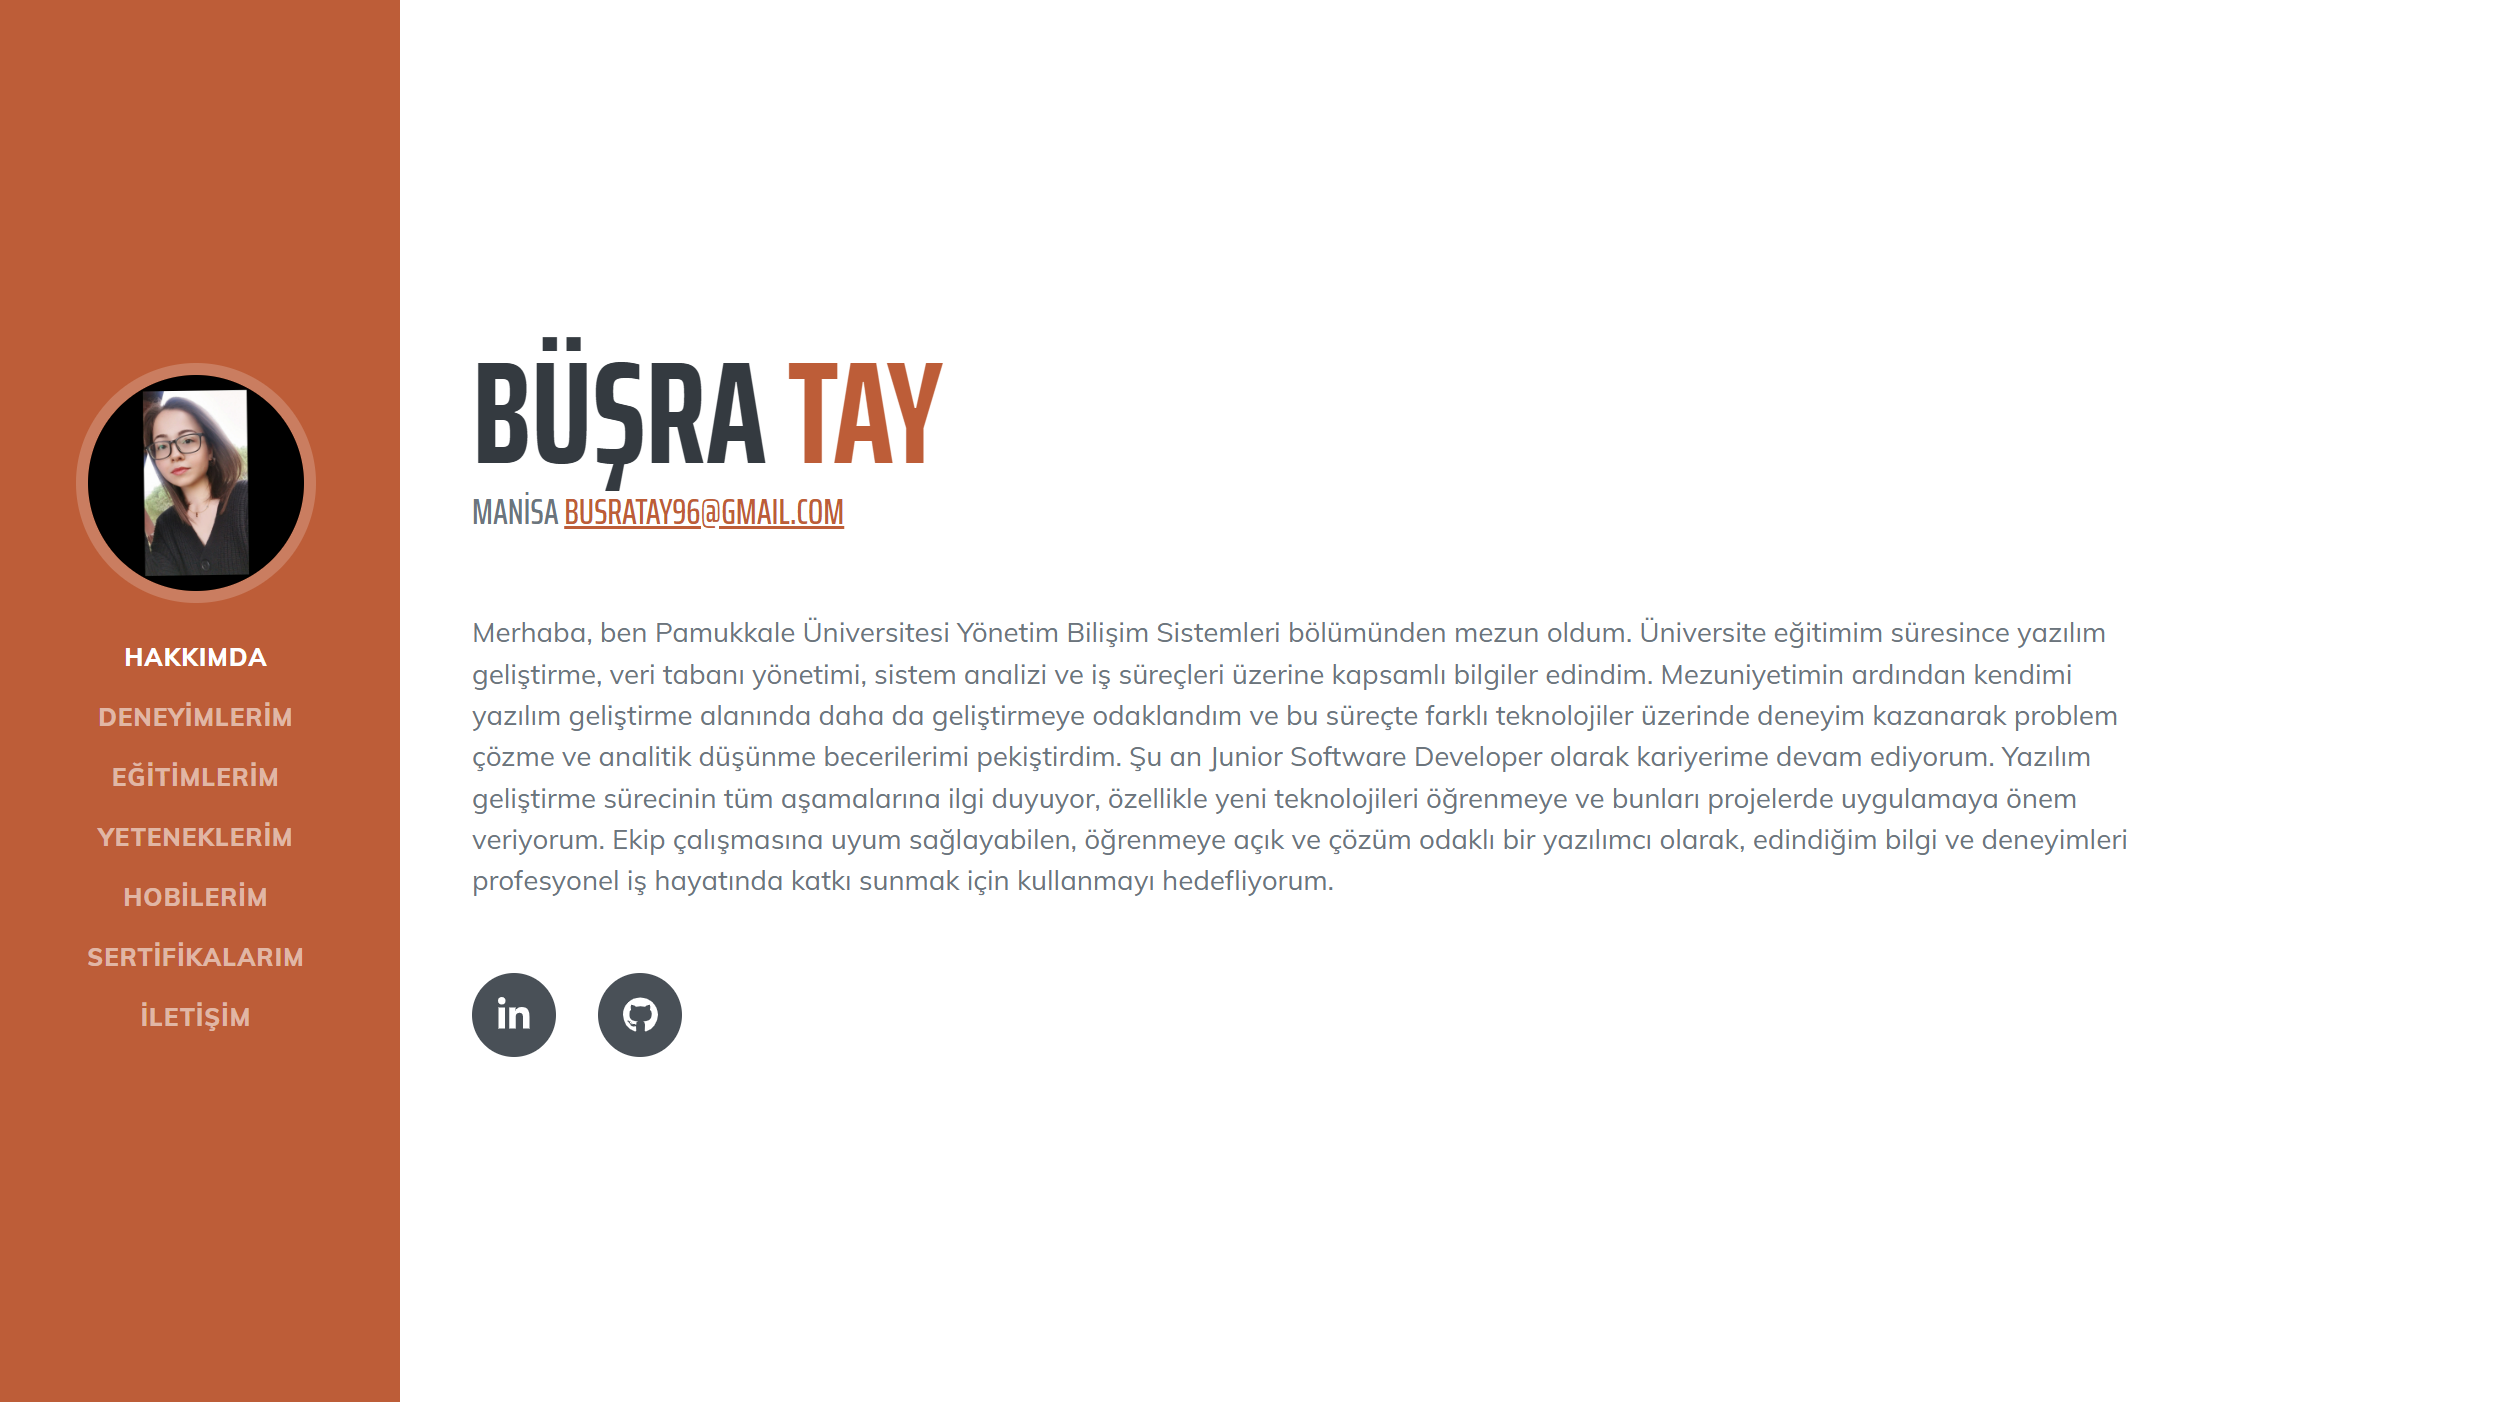 HAKKIMDA
DENEYİMLERİM
EĞİTİMLERİM
YETENEKLERİM
HOBİLERİM
SERTİFİKALARIM
İLETİŞİM
BÜŞRA TAY
MANİSA BUSRATAY96@GMAIL.COM
Merhaba, ben Pamukkale Üniversitesi Yönetim Bilişim Sistemleri bölümünden mezun oldum. Üniversite eğitimim süresince yazılım
geliştirme, veri tabanı yönetimi, sistem analizi ve iş süreçleri üzerine kapsamlı bilgiler edindim. Mezuniyetimin ardından kendimi
yazılım geliştirme alanında daha da geliştirmeye odaklandım ve bu süreçte farklı teknolojiler üzerinde deneyim kazanarak problem
çözme ve analitik düşünme becerilerimi pekiştirdim. Şu an Junior Software Developer olarak kariyerime devam ediyorum. Yazılım
geliştirme sürecinin tüm aşamalarına ilgi duyuyor, özellikle yeni teknolojileri öğrenmeye ve bunları projelerde uygulamaya önem
veriyorum. Ekip çalışmasına uyum sağlayabilen, öğrenmeye açık ve çözüm odaklı bir yazılımcı olarak, edindiğim bilgi ve deneyimleri
profesyonel iş hayatında katkı sunmak için kullanmayı hedefliyorum.
in